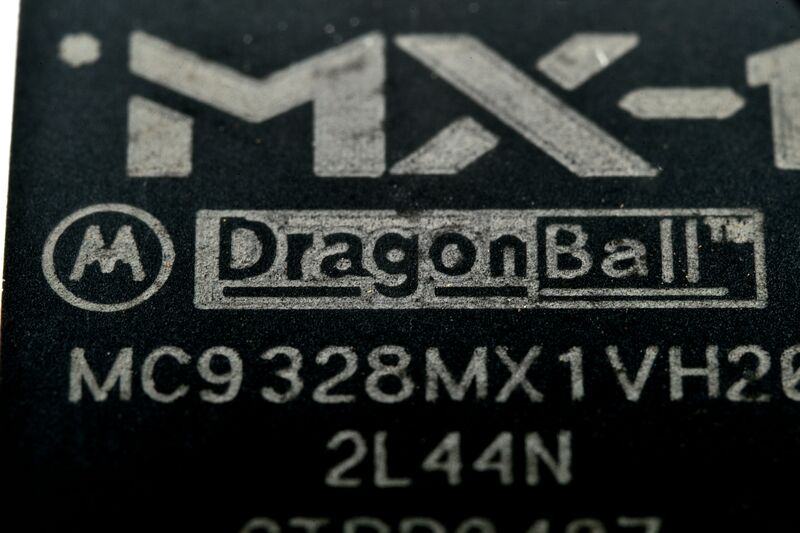 MX-1
DragonBall™
MC9328MX1VH20
2L44N